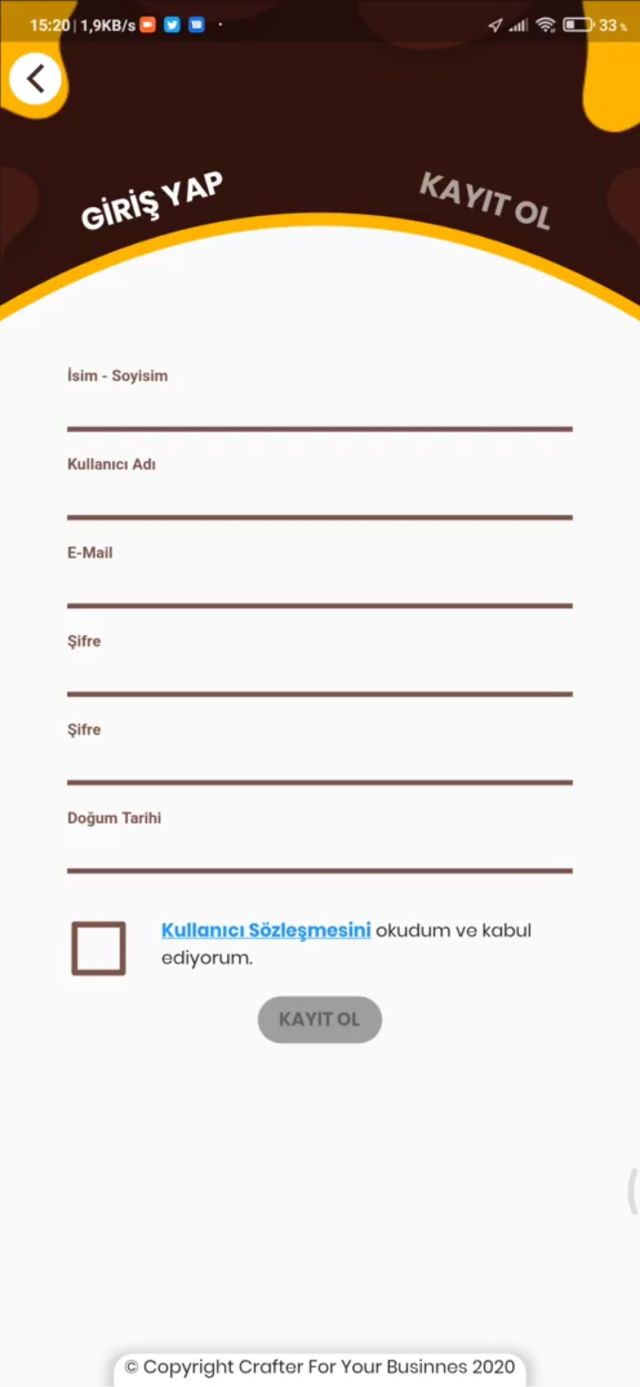 15:20 | 1,9KB/s
33 %
GİRİŞ YAP
KAYIT OL
İsim - Soyisim
Kullanıcı Adı
E-Mail
Şifre
Şifre
Doğum Tarihi
Kullanıcı Sözleşmesini okudum ve kabul
ediyorum.
KAYIT OL
© Copyright Crafter For Your Businnes 2020